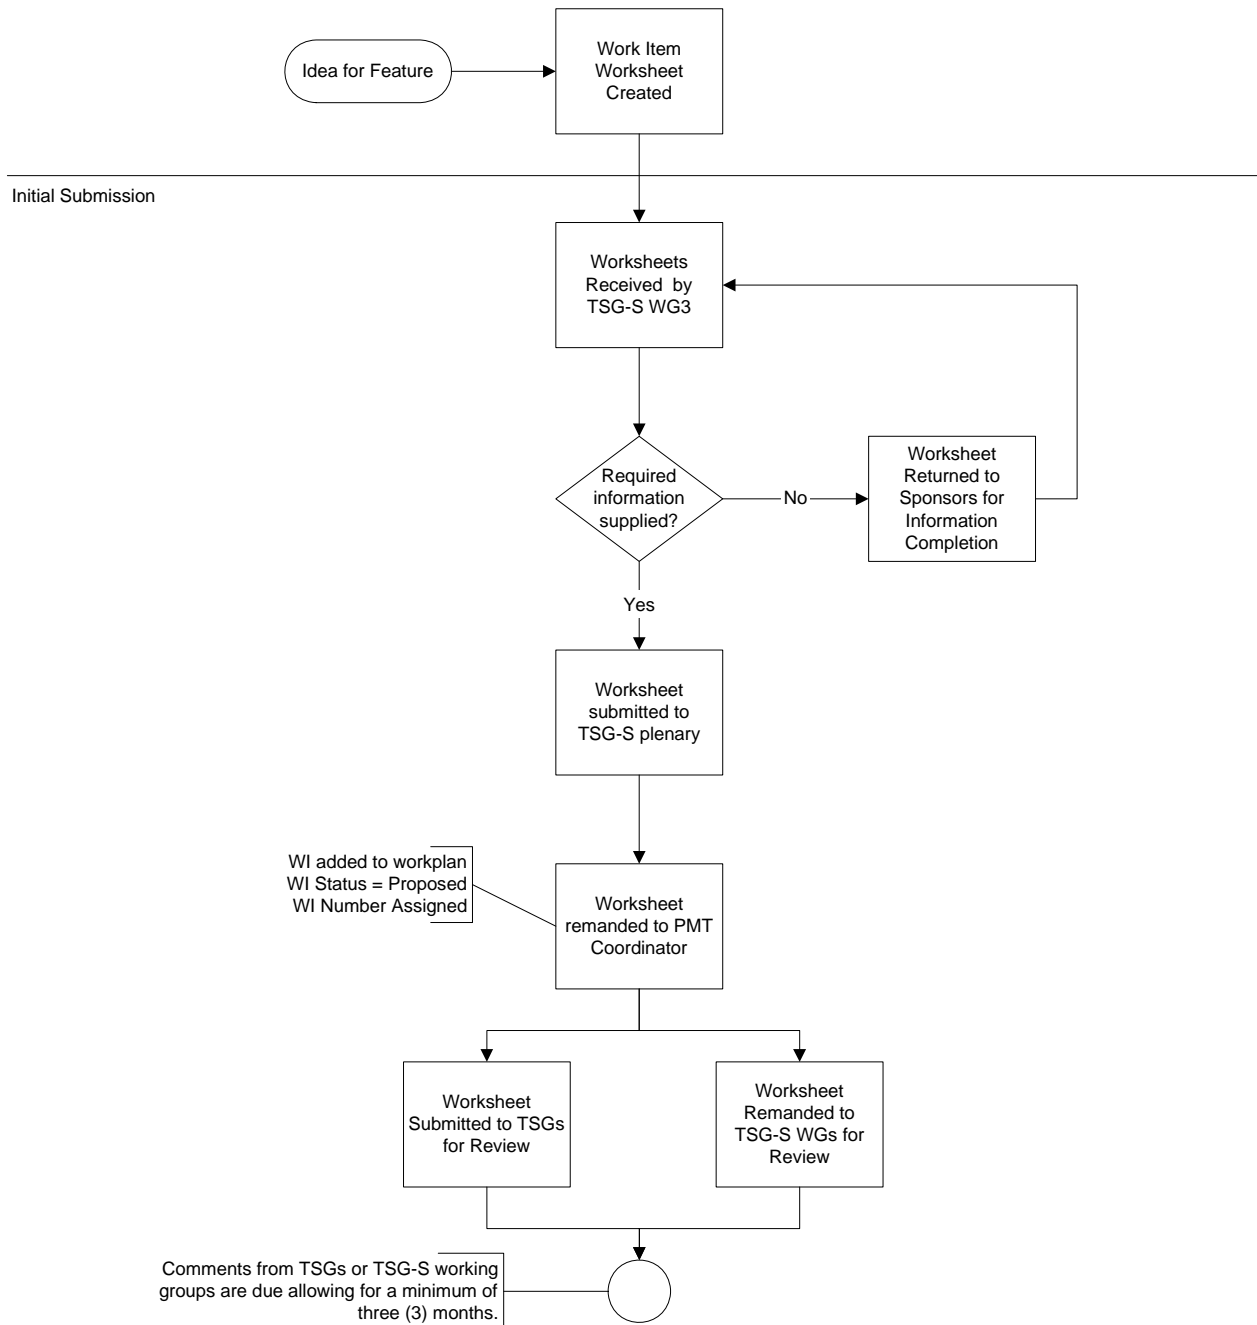 Idea for Feature
Work Item
Worksheet
Created
Initial Submission
Worksheets
Received by
TSG-S WG3
Required
information
supplied?
No
Worksheet
Returned to
Sponsors for
Information
Completion
Yes
Worksheet
submitted to
TSG-S plenary
WI added to workplan
WI Status = Proposed
WI Number Assigned
Worksheet
remanded to PMT
Coordinator
Worksheet
Submitted to TSGs
for Review
Worksheet
Remanded to
TSG-S WGs for
Review
Comments from TSGs or TSG-S working
groups are due allowing for a minimum of
three (3) months.